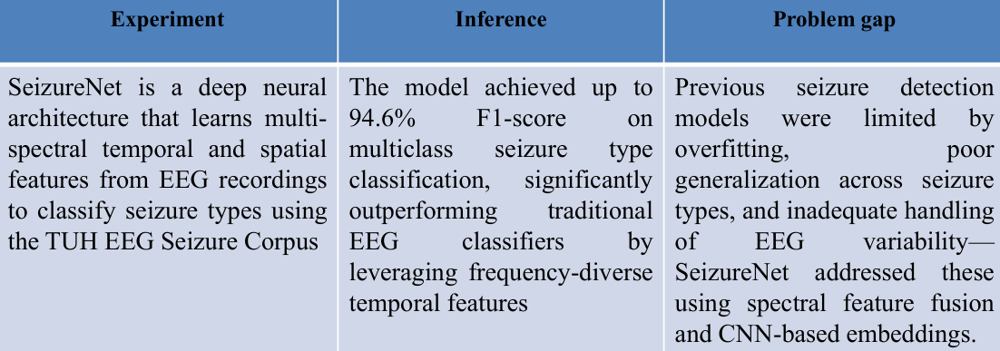 Experiment
Inference
Problem gap
SeizureNet is a deep neural
architecture that learns multi-
spectral temporal and spatial
features from EEG recordings
to classify seizure types using
the TUH EEG Seizure Corpus
The model achieved up to
94.6% F1-score on
multiclass seizure type
classification, significantly
outperforming traditional
EEG classifiers by
leveraging frequency-diverse
temporal features
Previous seizure detection
models were limited by
overfitting, poor
generalization across seizure
types, and inadequate handling
of EEG variability—
SeizureNet addressed these
using spectral feature fusion
and CNN-based embeddings.